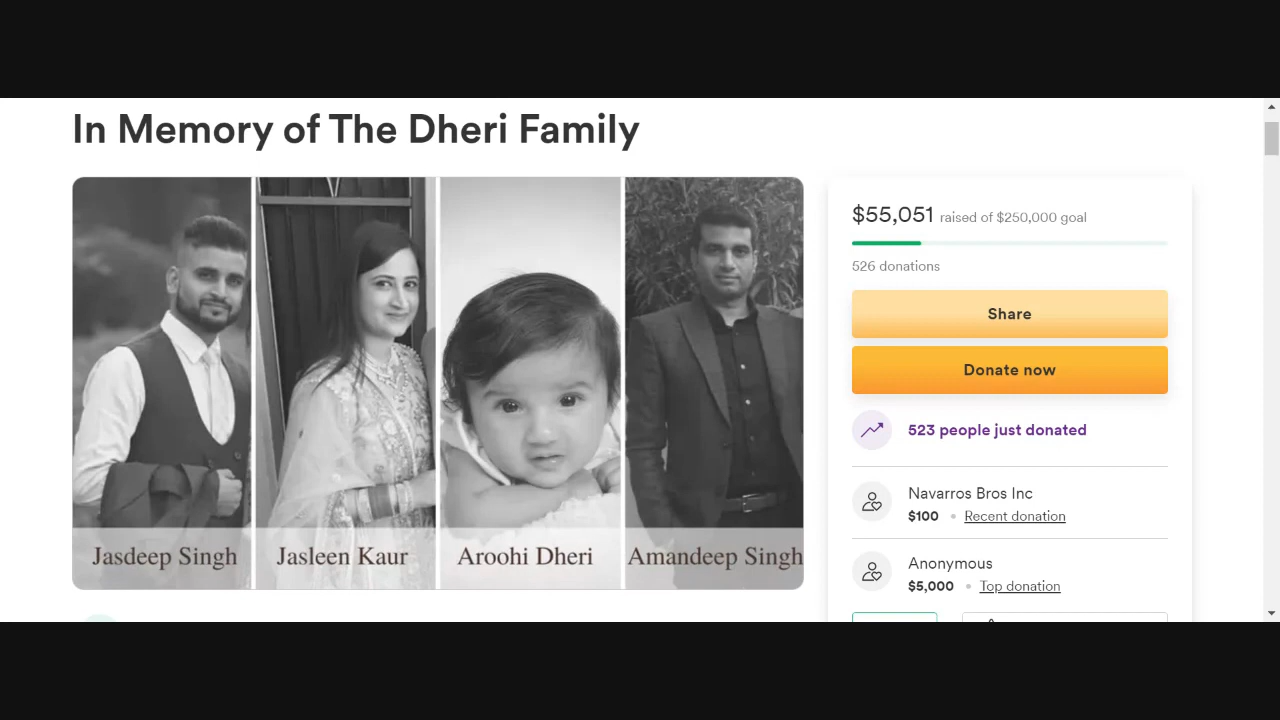 In Memory of The Dheri Family
Jasdeep Singh
Jasleen Kaur
Aroohi Dheri
Amandeep Singh
$55,051 raised of $250,000 goal
526 donations
Share
Donate now
523 people just donated
Navarros Bros Inc
$100 • Recent donation
Anonymous
$5,000 • Top donation